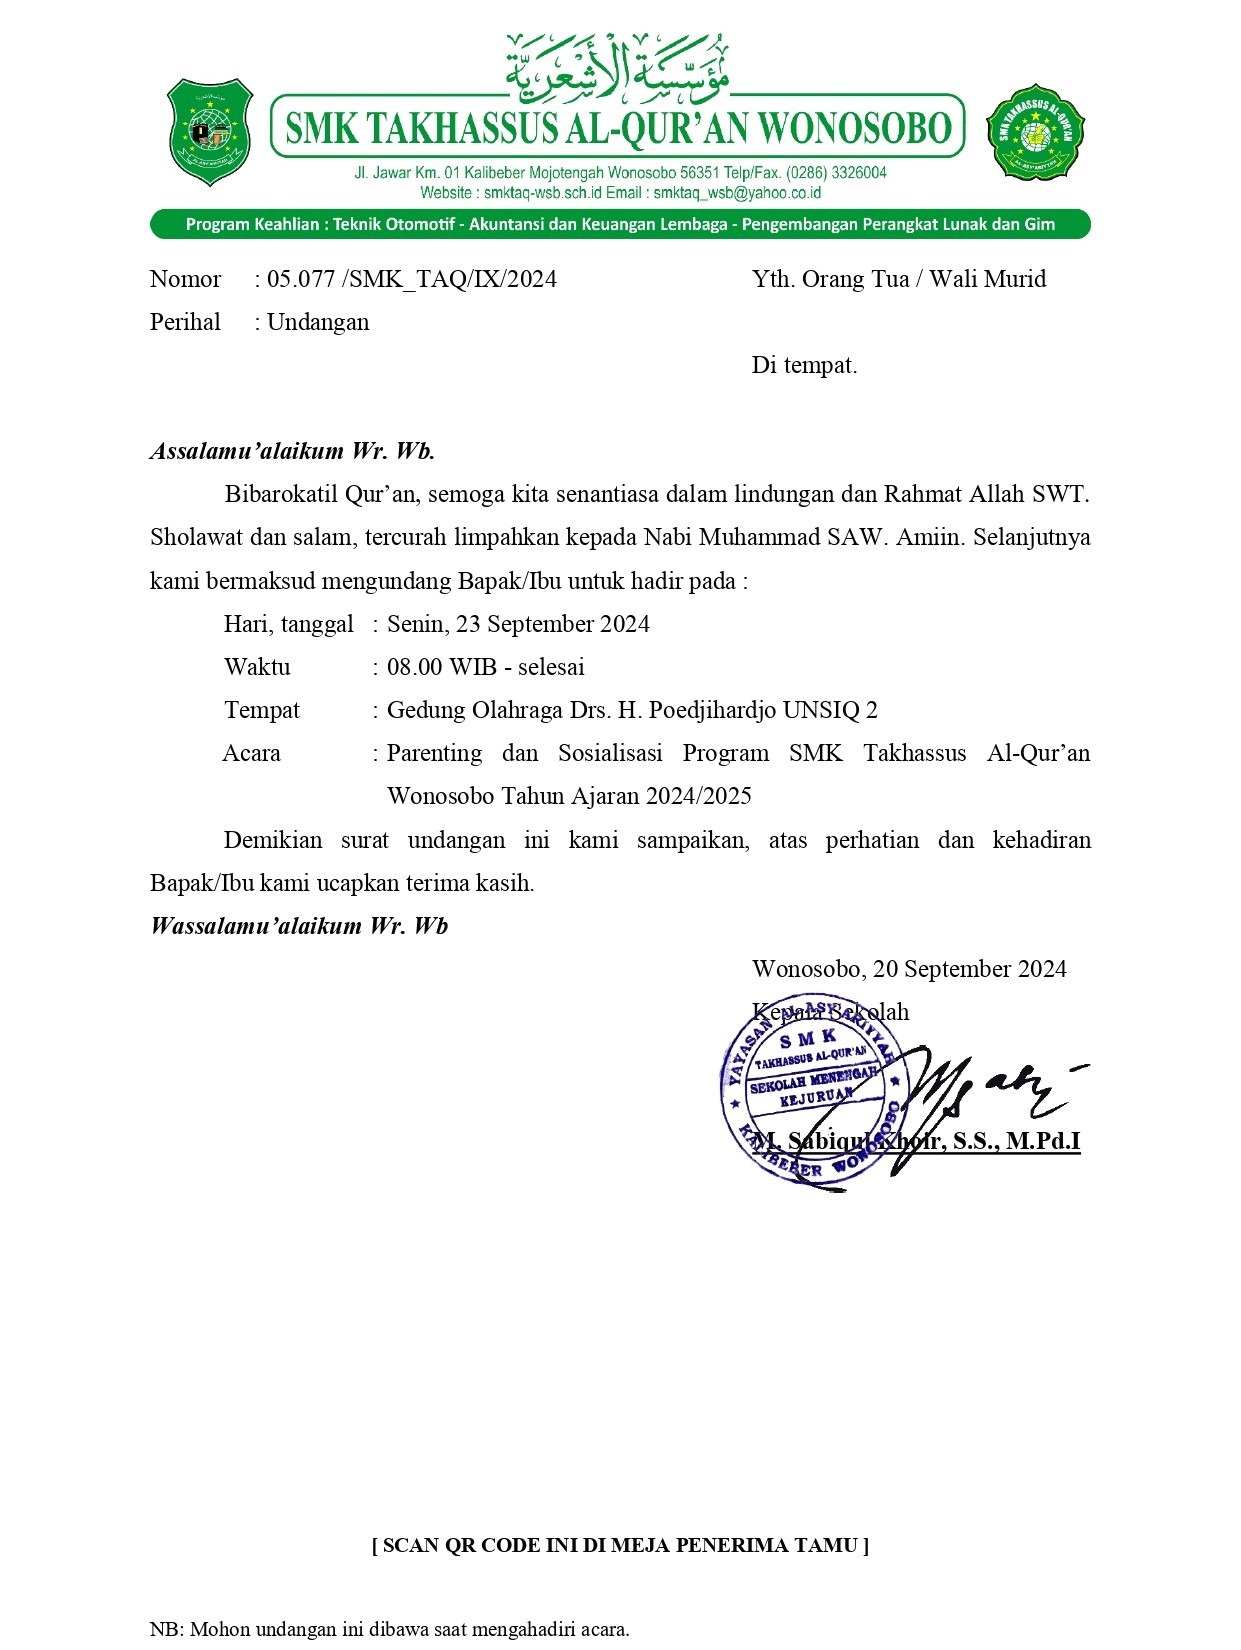 مُؤَسَّسَة الْأَشْعَرِيَّة
SMK TAKHASSUS AL-QUR’AN WONOSOBO
Jl. Jawar Km. 01 Kalibeber Mojotengah Wonosobo 56351 Telp/Fax. (0286) 3326004
Website : smktaq-wsb.sch.id Email : smktaq_wsb@yahoo.co.id
SMK TAKHASSUS AL-QUR'AN
Program Keahlian : Teknik Otomotif - Akuntansi dan Keuangan Lembaga - Pengembangan Perangkat Lunak dan Gim
Nomor : 05.077 /SMK_TAQ/IX/2024 Yth. Orang Tua / Wali Murid
Perihal : Undangan
Di tempat.
Assalamu’alaikum Wr. Wb.
Bibarokatil Qur’an, semoga kita senantiasa dalam lindungan dan Rahmat Allah SWT.
Sholawat dan salam, tercurah limpahkan kepada Nabi Muhammad SAW. Amiin. Selanjutnya
kami bermaksud mengundang Bapak/Ibu untuk hadir pada :
Hari, tanggal : Senin, 23 September 2024
Waktu : 08.00 WIB - selesai
Tempat : Gedung Olahraga Drs. H. Poedjihardjo UNSIQ 2
Acara : Parenting dan Sosialisasi Program SMK Takhassus Al-Qur’an
Wonosobo Tahun Ajaran 2024/2025
Demikian surat undangan ini kami sampaikan, atas perhatian dan kehadiran
Bapak/Ibu kami ucapkan terima kasih.
Wassalamu’alaikum Wr. Wb
Wonosobo, 20 September 2024
Kepala Sekolah
YAYASAN AL ASY'ARIYYAH
SMK
TAKHASSUS AL-QUR'AN
SEKOLAH MENENGAH
KEJURUAN
KALIBEBER WONOSOBO
M. Sabiqul Khoir, S.S., M.Pd.I
[ SCAN QR CODE INI DI MEJA PENERIMA TAMU ]
NB: Mohon undangan ini dibawa saat mengahadiri acara.